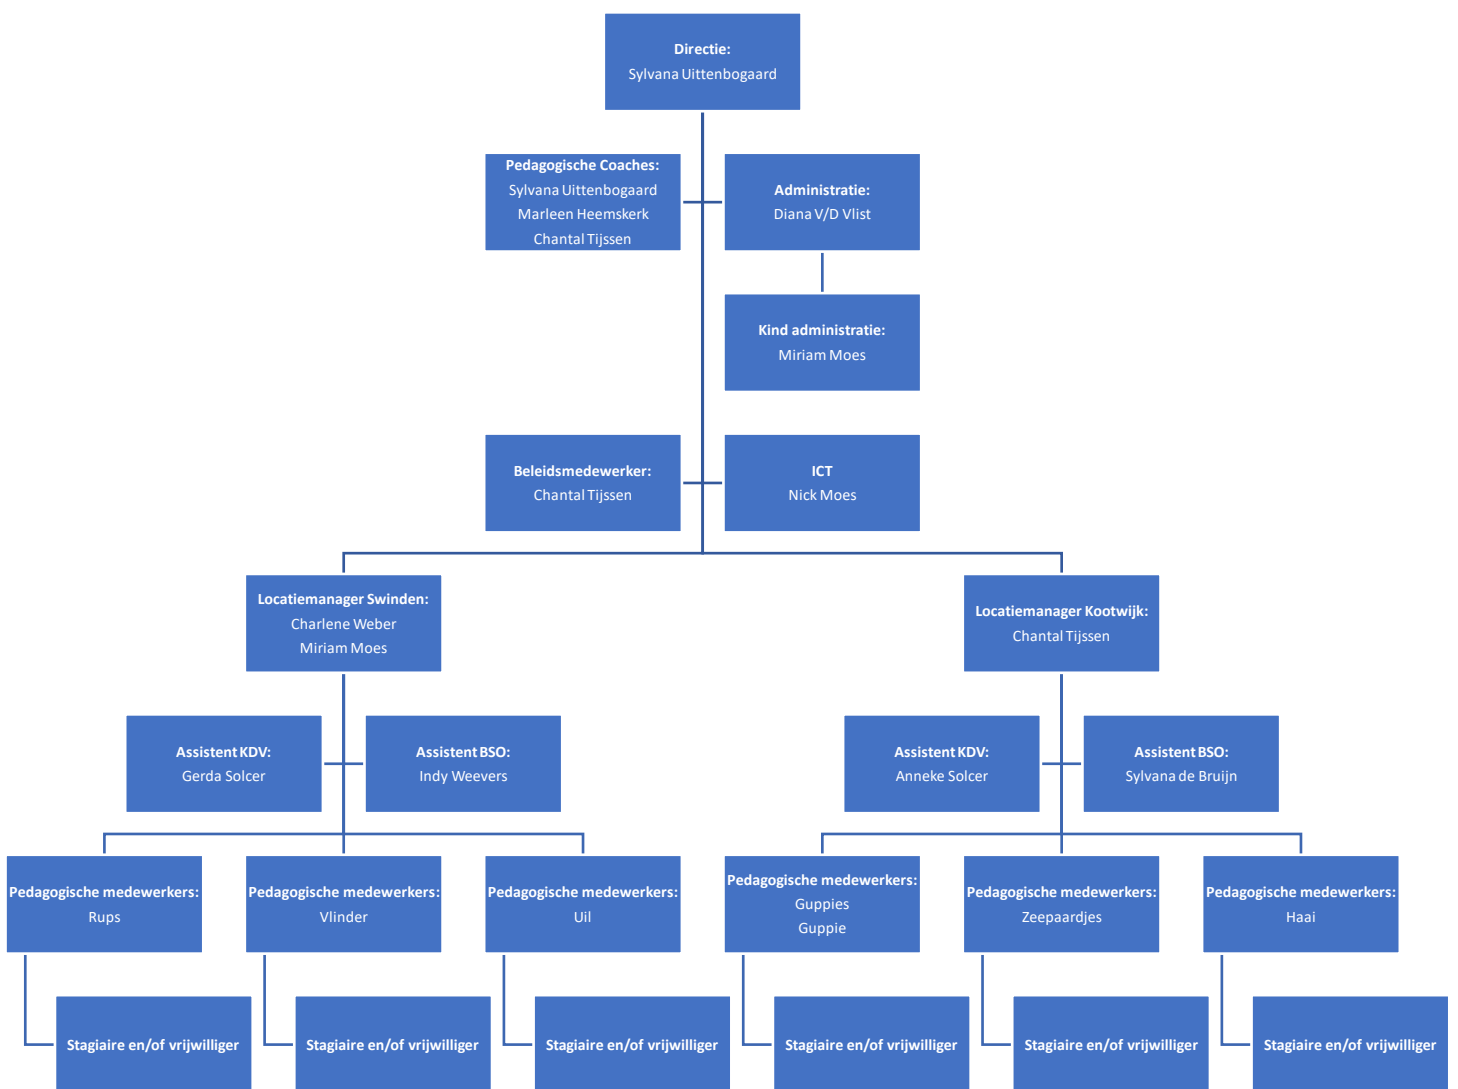 Directie:
Sylvana Uittenbogaard
Pedagogische Coaches:
Sylvana Uittenbogaard
Marleen Heemskerk
Chantal Tijssen
Administratie:
Diana V/D Vlist
Kind administratie:
Miriam Moes
Beleidsmedewerker:
Chantal Tijssen
ICT
Nick Moes
Locatiemanager Swinden:
Charlene Weber
Miriam Moes
Locatiemanager Kootwijk:
Chantal Tijssen
Assistent KDV:
Gerda Solcer
Assistent BSO:
Indy Weevers
Assistent KDV:
Anneke Solcer
Assistent BSO:
Sylvana de Bruijn
Pedagogische medewerkers:
Rups
Pedagogische medewerkers:
Vlinder
Pedagogische medewerkers:
Uil
Pedagogische medewerkers:
Guppies
Guppie
Pedagogische medewerkers:
Zeepaardjes
Pedagogische medewerkers:
Haai
Stagiaire en/of vrijwilliger
Stagiaire en/of vrijwilliger
Stagiaire en/of vrijwilliger
Stagiaire en/of vrijwilliger
Stagiaire en/of vrijwilliger
Stagiaire en/of vrijwilliger